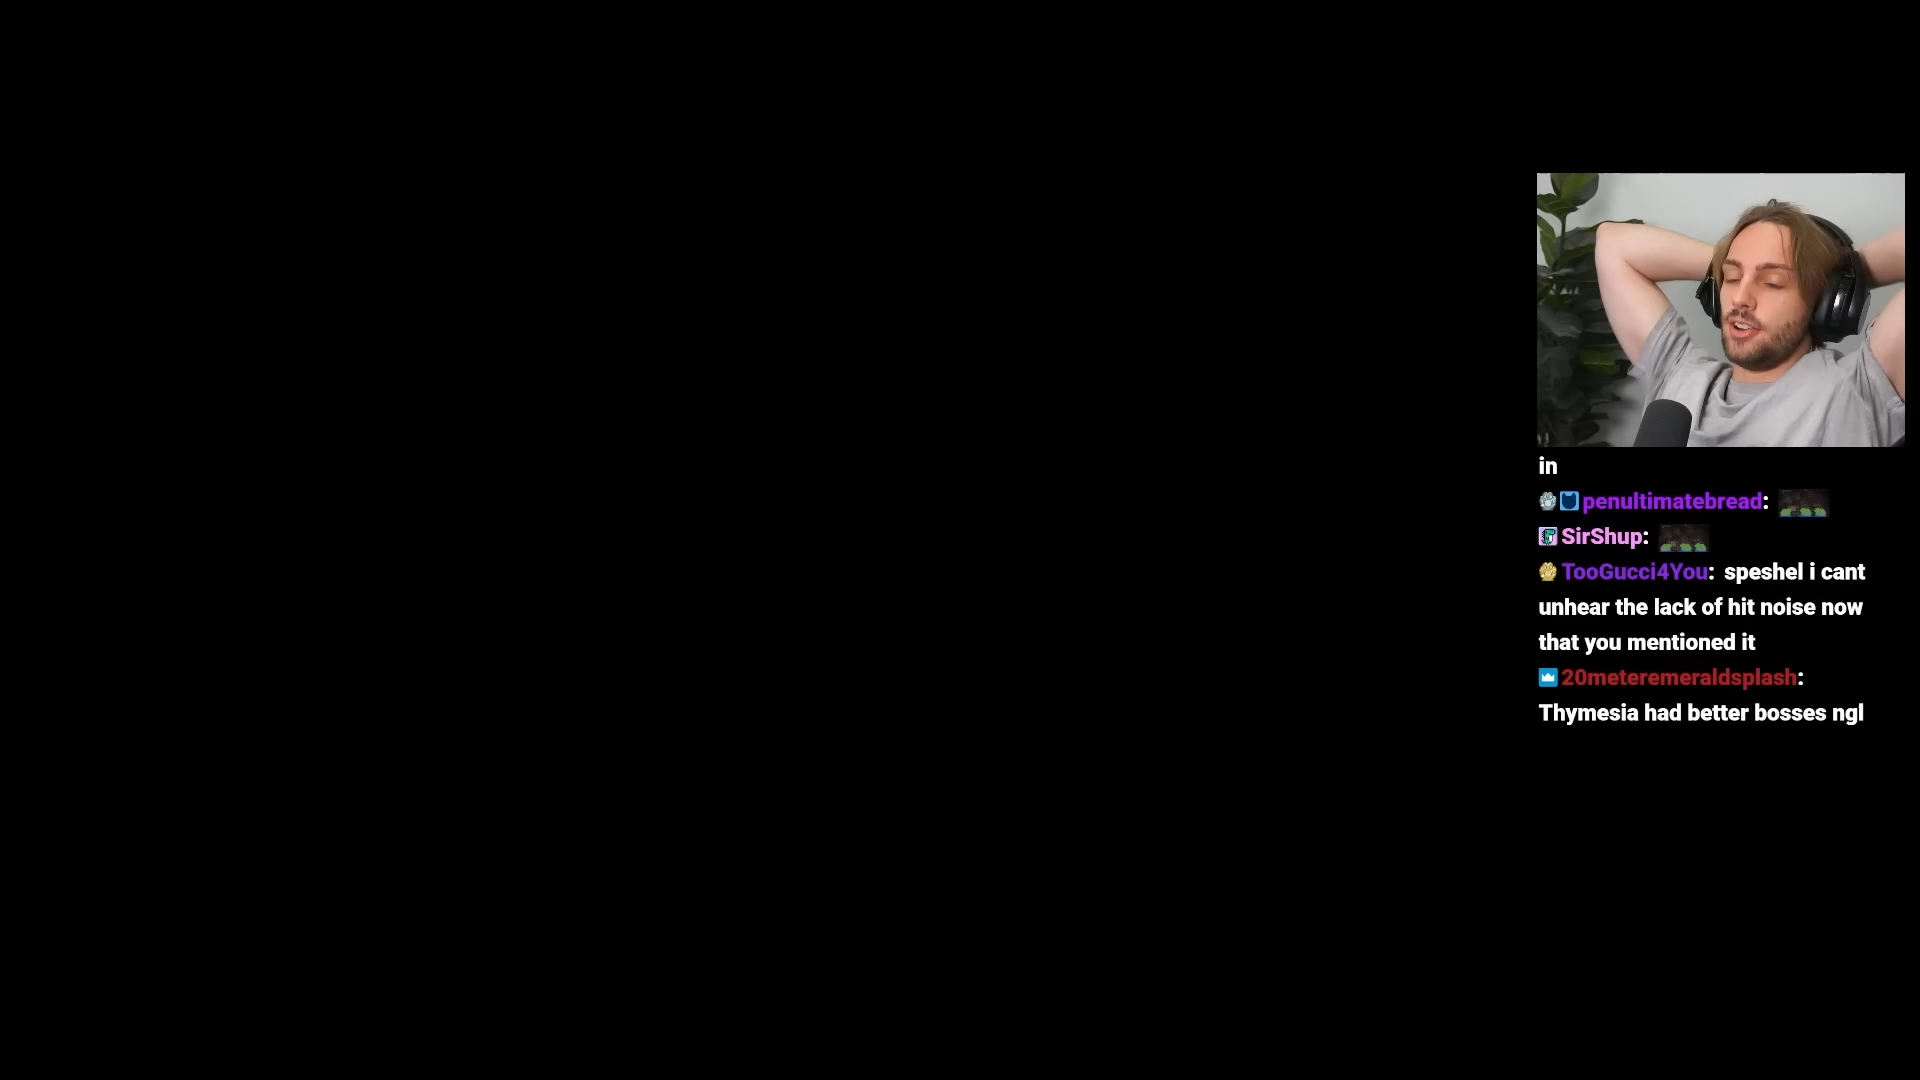 in
penultimatebread:
SirShup:
TooGucci4You: speshel i cant
unhear the lack of hit noise now
that you mentioned it
20meteremeraldsplash:
Thymesia had better bosses ngl